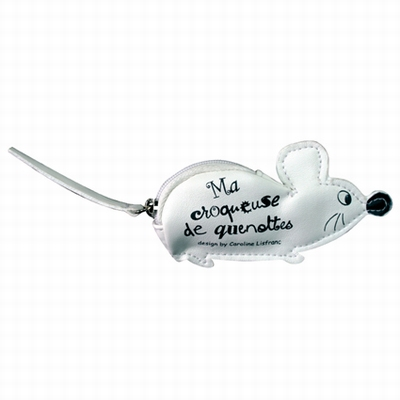 Ma
croqueuse
de quenottes
design by Caroline Lisfranc